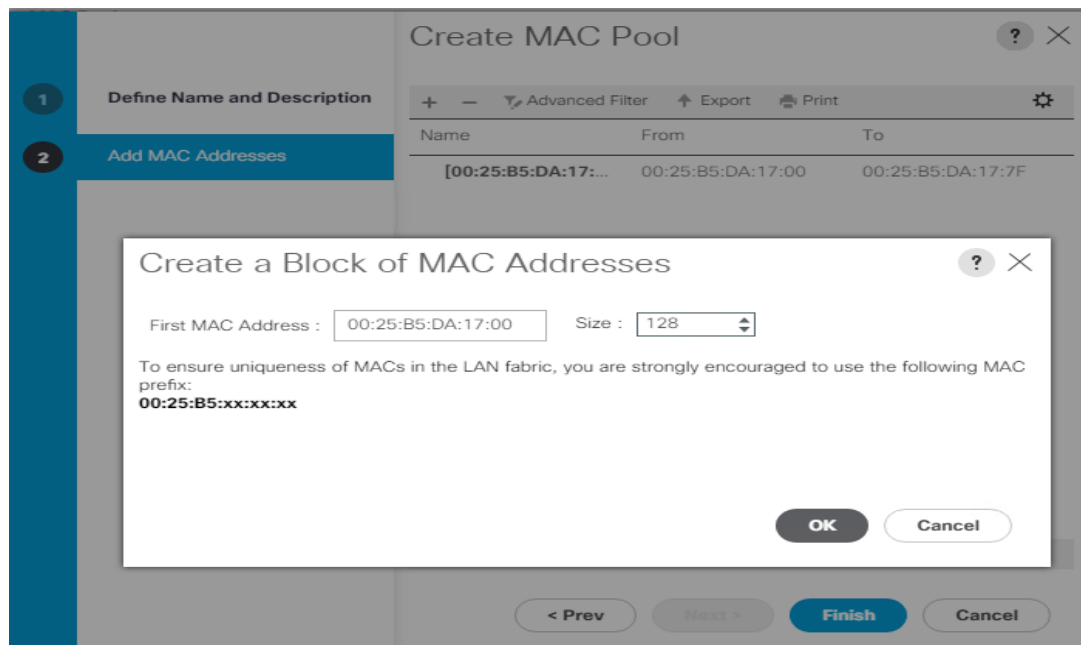 Create MAC Pool
?
1 Define Name and Description
2 Add MAC Addresses
+ − Advanced Filter Export Print
Name From To
[00:25:B5:DA:17:... 00:25:B5:DA:17:00 00:25:B5:DA:17:7F
Create a Block of MAC Addresses
?
First MAC Address : 00:25:B5:DA:17:00 Size : 128
To ensure uniqueness of MACs in the LAN fabric, you are strongly encouraged to use the following MAC
prefix:
00:25:B5:xx:xx:xx
OK Cancel
< Prev Next > Finish Cancel